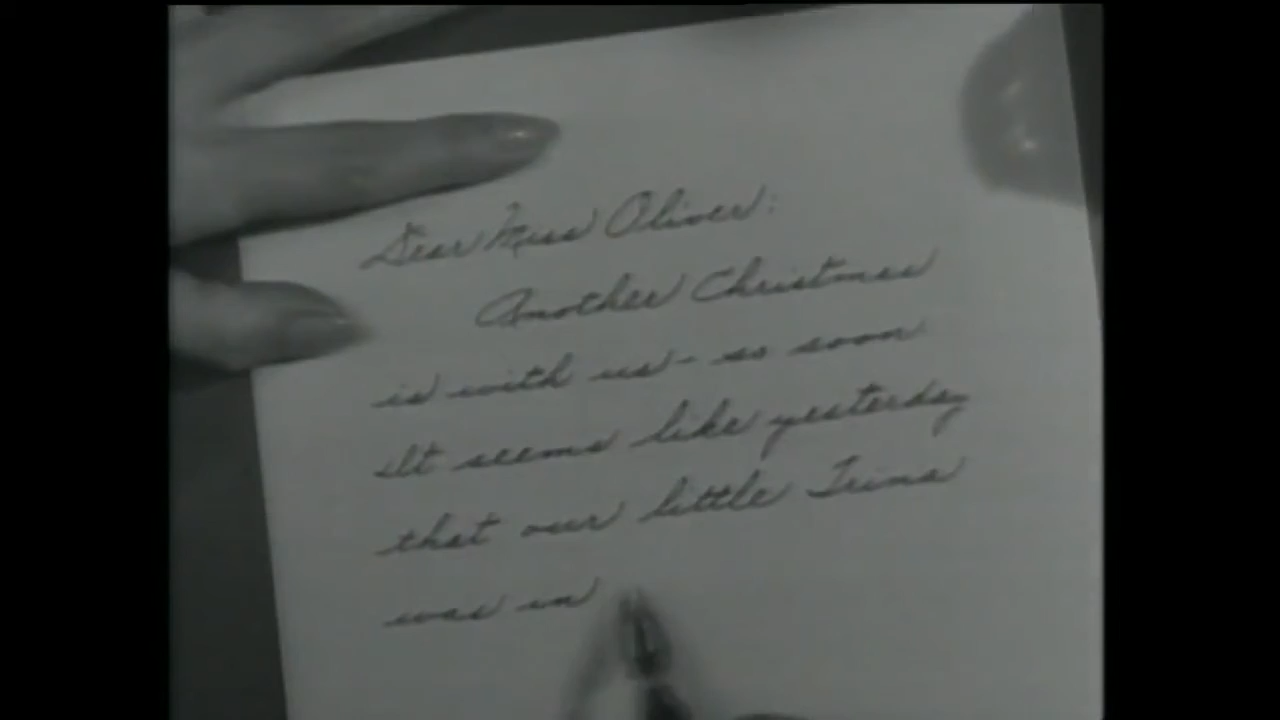 Dear Miss Oliver:
Another Christmas
is with us - so soon
It seems like yesterday
that our little Trina
was in